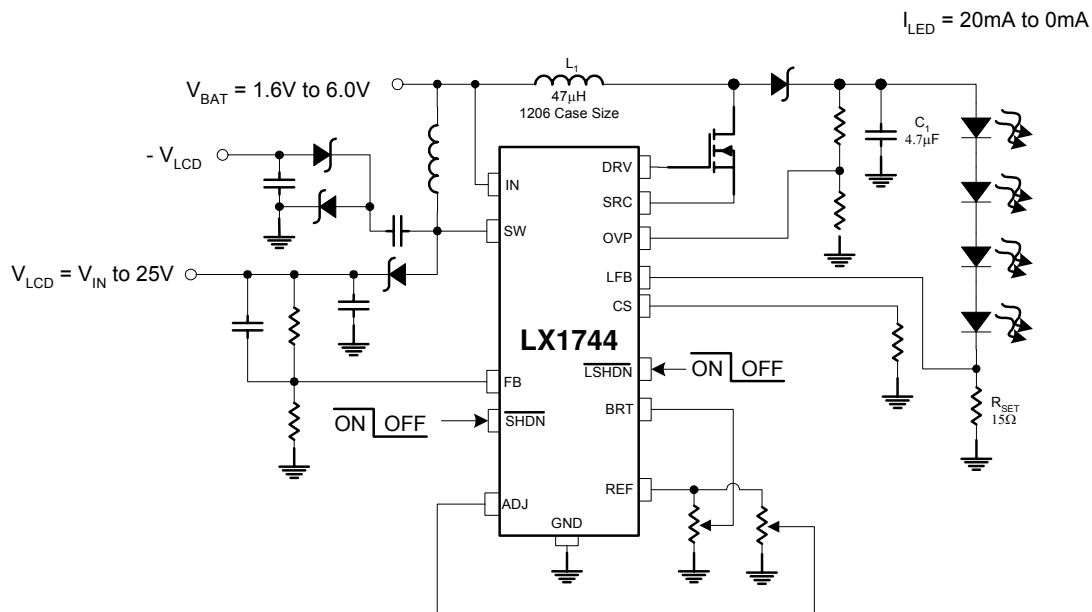 I_LED = 20mA to 0mA
L₁
47µH
1206 Case Size
V_BAT = 1.6V to 6.0V
C₁
4.7µF
- V_LCD
DRV
IN
SRC
SW
OVP
V_LCD = V_IN to 25V
LFB
CS
LX1744
LSHDN
ON OFF
FB
BRT
R_SET
15Ω
ON OFF
SHDN
REF
ADJ
GND